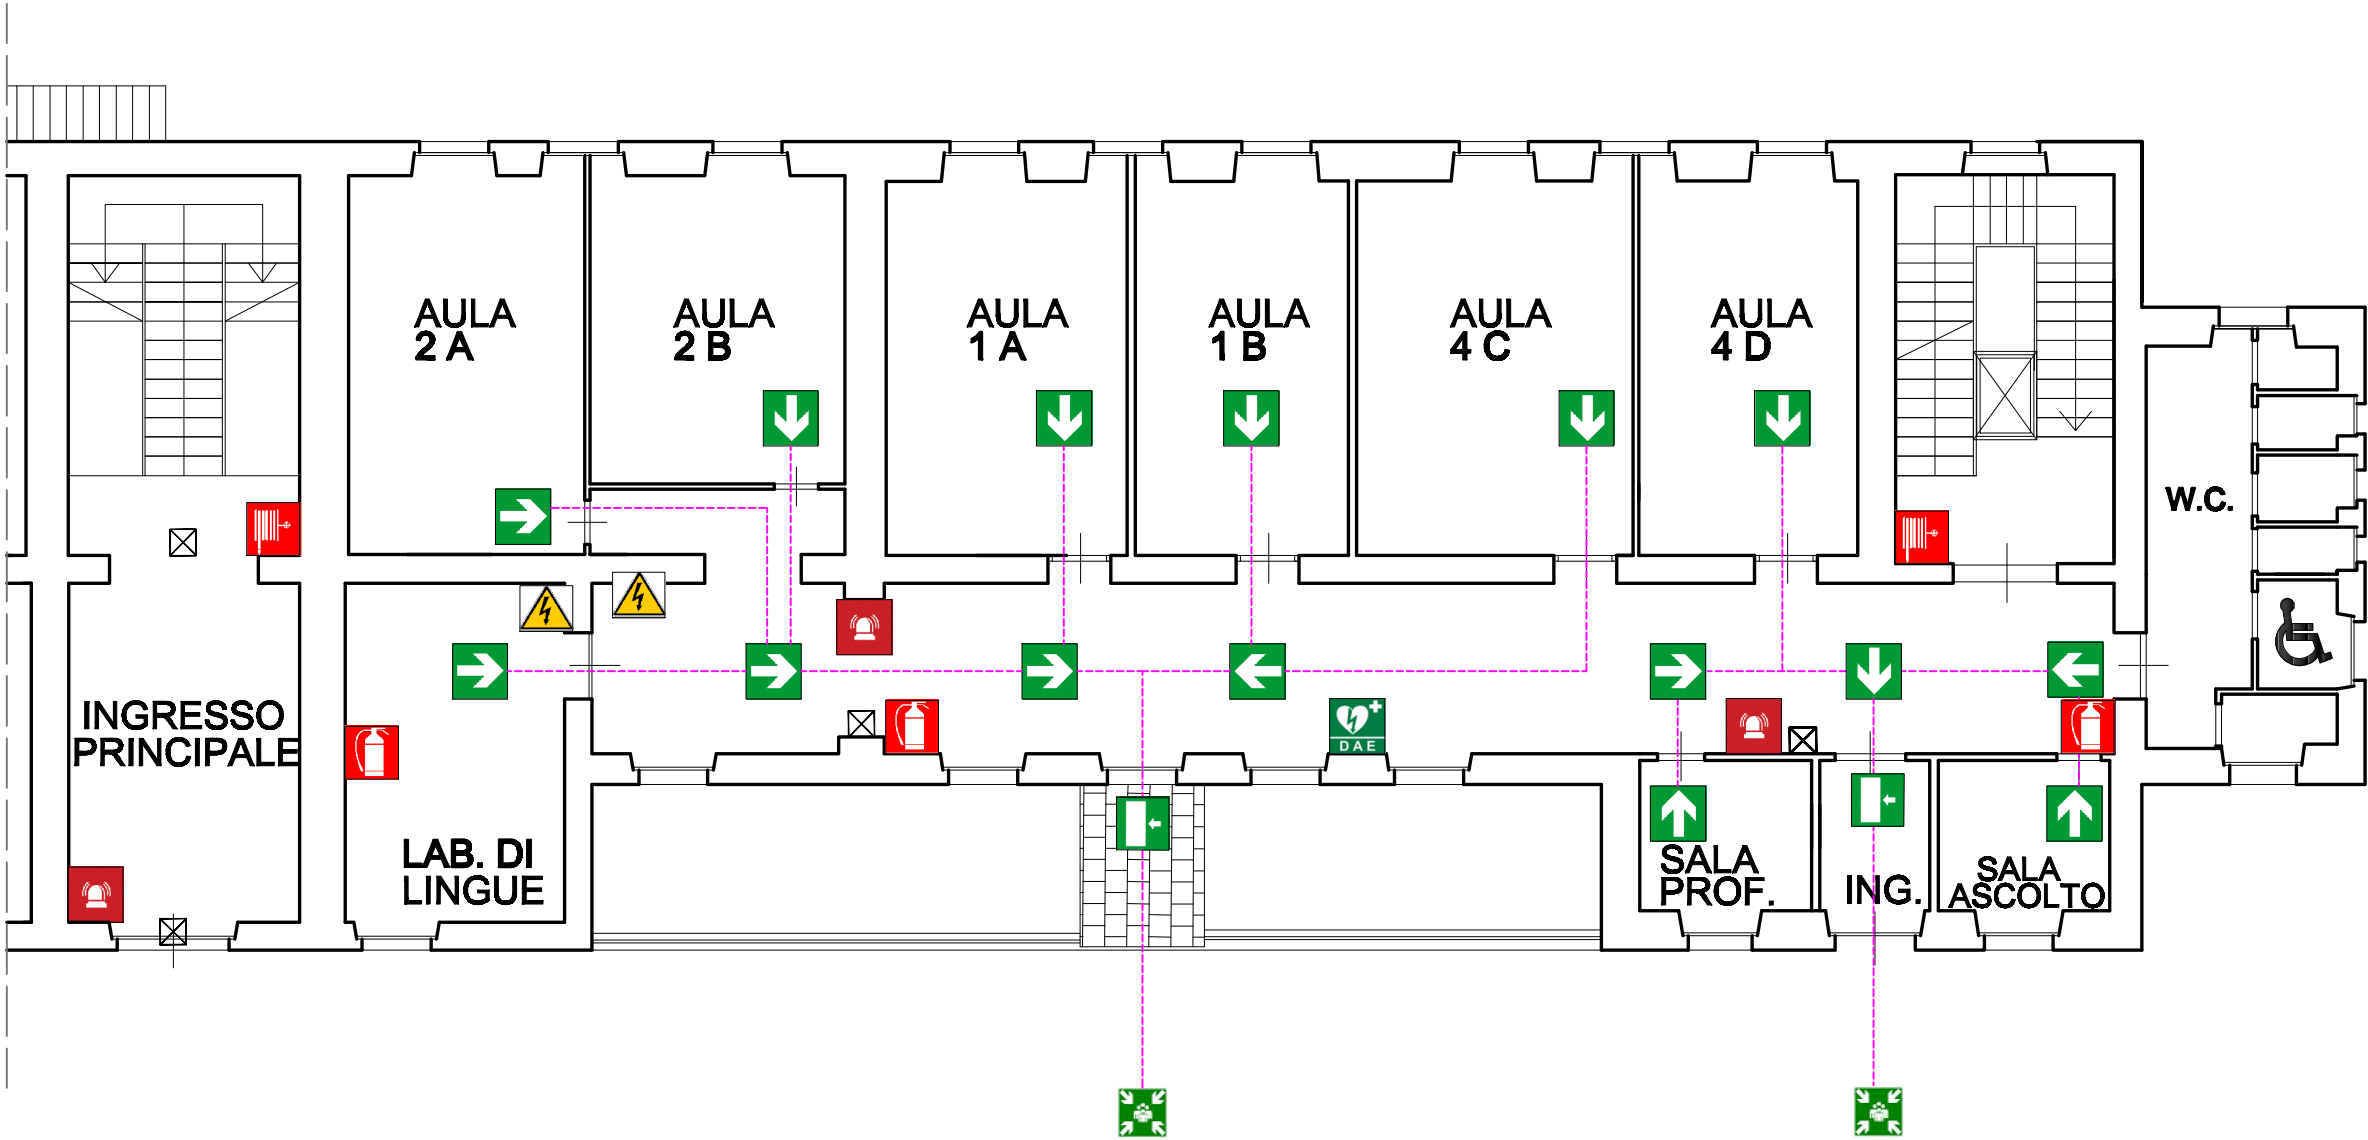 AULA
2 A
AULA
2 B
AULA
1 A
AULA
1 B
AULA
4 C
AULA
4 D
W.C.
INGRESSO
PRINCIPALE
DAE
LAB. DI
LINGUE
SALA
PROF.
ING.
SALA
ASCOLTO